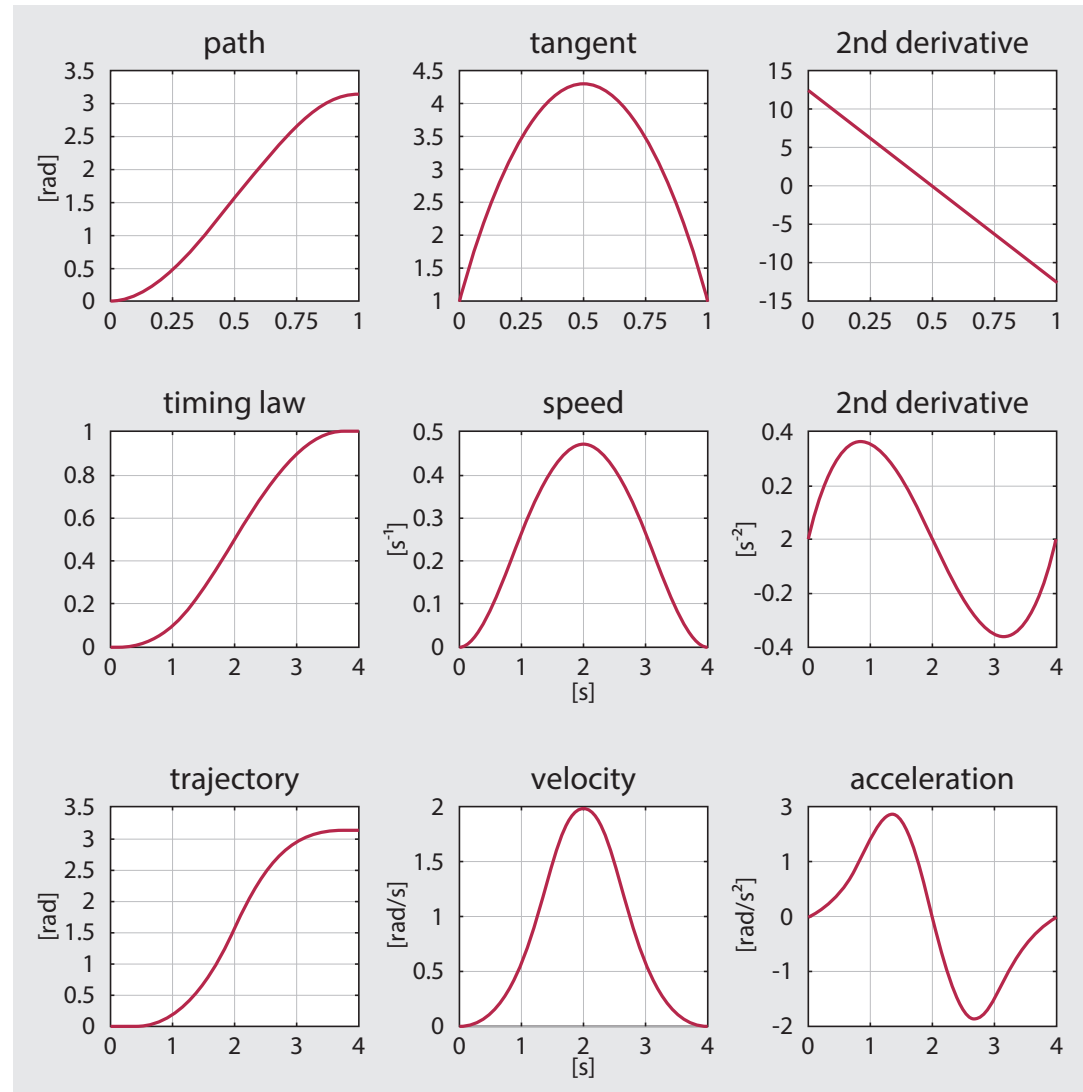 path
tangent
2nd derivative
3.5
3
2.5
2
1.5
1
0.5
0
[rad]
0 0.25 0.5 0.75 1
4.5
4
3.5
3
2.5
2
1.5
1
0 0.25 0.5 0.75 1
15
10
5
0
-5
-10
-15
0 0.25 0.5 0.75 1
timing law
speed
2nd derivative
1
0.8
0.6
0.4
0.2
0
0 1 2 3 4
0.5
0.4
0.3
0.2
0.1
0
[s⁻¹]
0 1 2 3 4
[s]
0.4
0.2
2
-0.2
-0.4
[s⁻²]
0 1 2 3 4
trajectory
velocity
acceleration
3.5
3
2.5
2
1.5
1
0.5
0
[rad]
0 1 2 3 4
2
1.5
1
0.5
0
[rad/s]
0 1 2 3 4
[s]
3
1
0
-1
-2
[rad/s²]
0 1 2 3 4